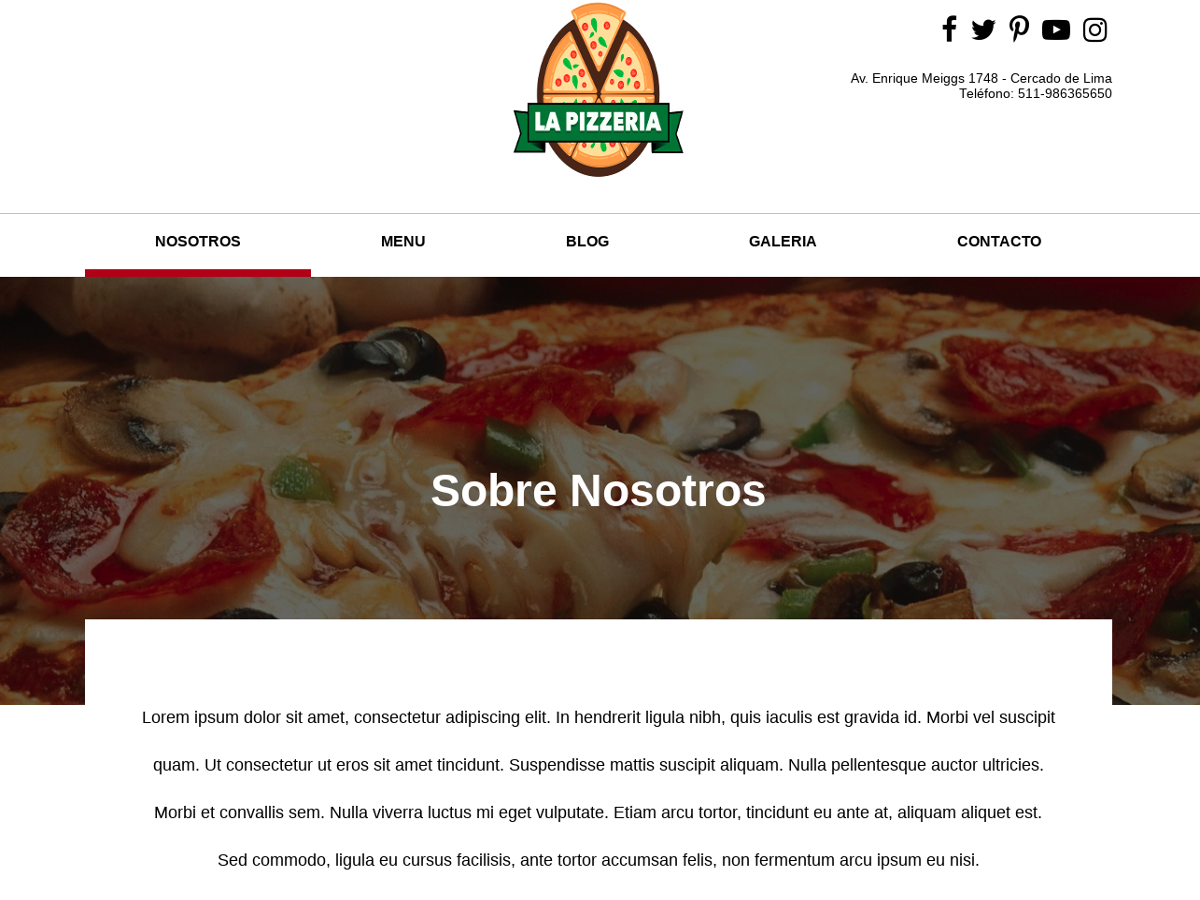 LA PIZZERIA
Av. Enrique Meiggs 1748 - Cercado de Lima
Teléfono: 511-986365650
NOSOTROS MENU BLOG GALERIA CONTACTO
Sobre Nosotros
Lorem ipsum dolor sit amet, consectetur adipiscing elit. In hendrerit ligula nibh, quis iaculis est gravida id. Morbi vel suscipit
quam. Ut consectetur ut eros sit amet tincidunt. Suspendisse mattis suscipit aliquam. Nulla pellentesque auctor ultricies.
Morbi et convallis sem. Nulla viverra luctus mi eget vulputate. Etiam arcu tortor, tincidunt eu ante at, aliquam aliquet est.
Sed commodo, ligula eu cursus facilisis, ante tortor accumsan felis, non fermentum arcu ipsum eu nisi.